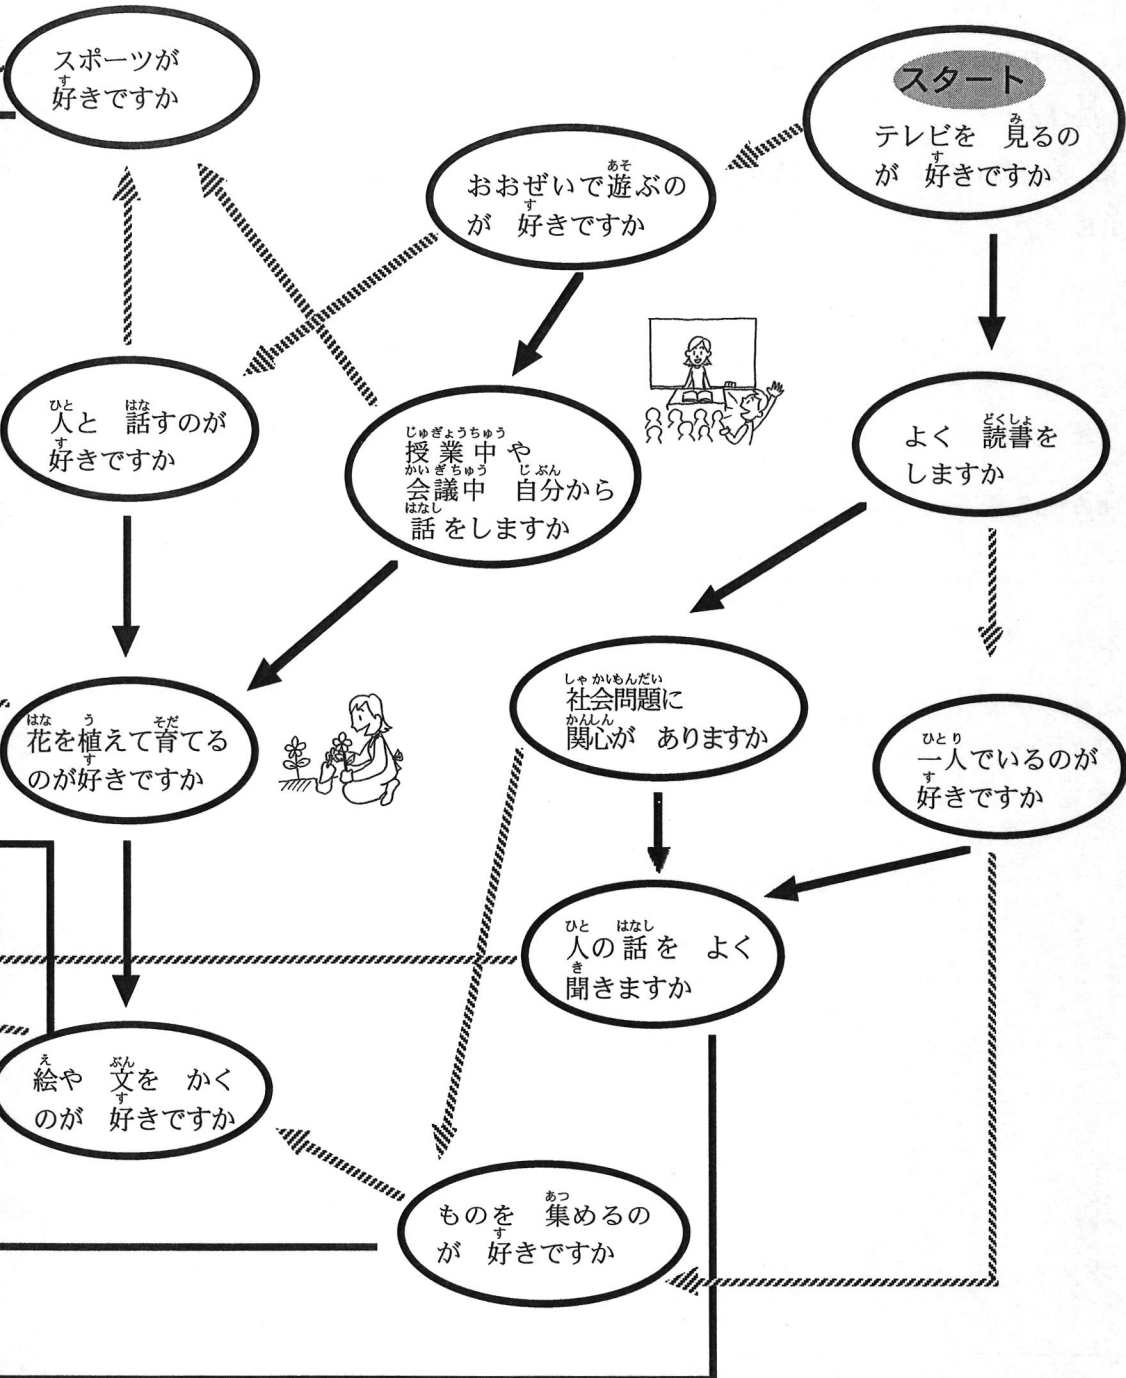 スタート
テレビを 見るの
が 好きですか
おおぜいで遊ぶの
が 好きですか
スポーツが
好きですか
よく 読書を
しますか
授業中や
会議中 自分から
話をしますか
人と 話すのが
好きですか
一人でいるのが
好きですか
社会問題に
関心が ありますか
花を植えて育てる
のが好きですか
人の話を よく
聞きますか
絵や 文を かく
のが 好きですか
ものを 集めるの
が 好きですか